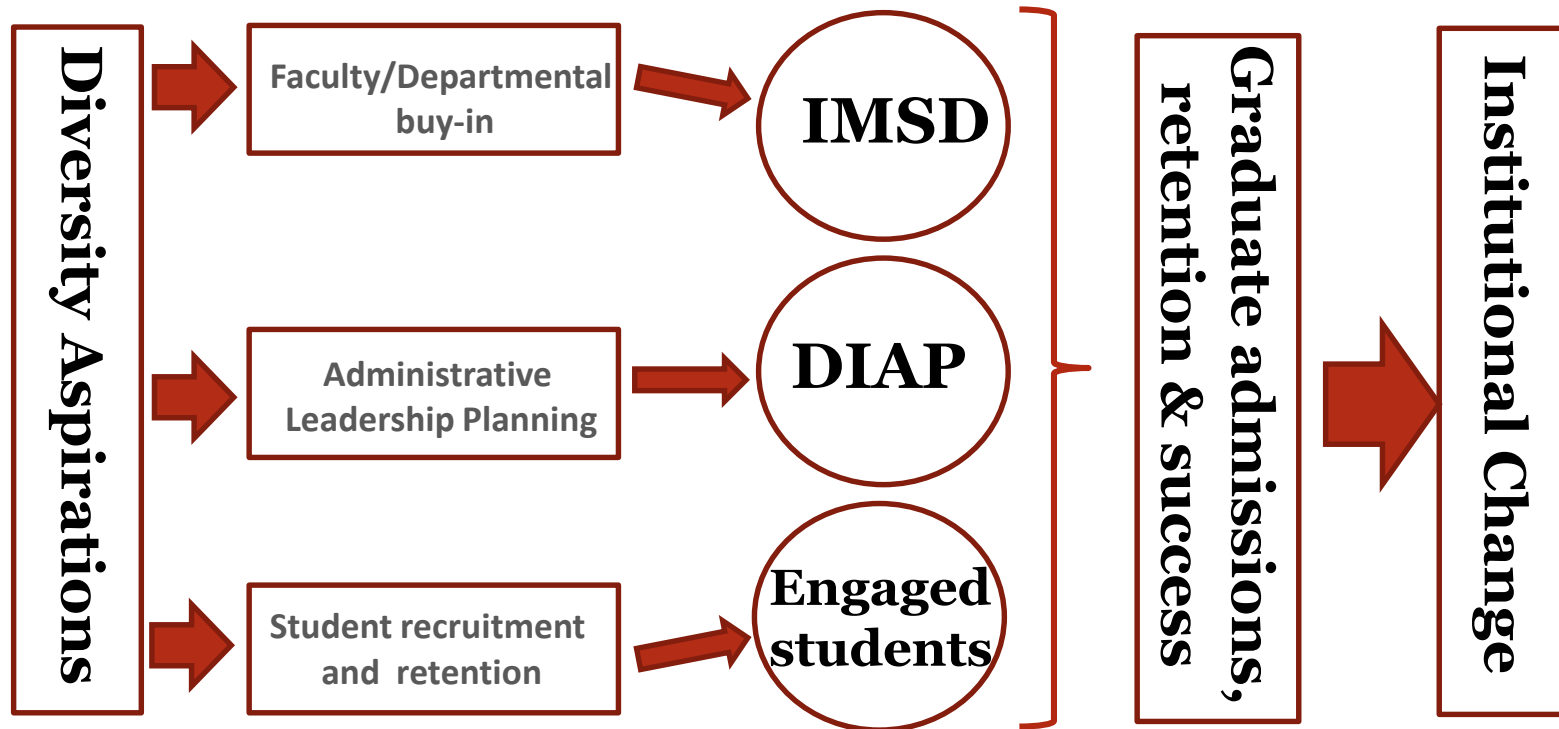 Diversity Aspirations
Faculty/Departmental
buy-in
IMSD
Administrative
Leadership Planning
DIAP
Student recruitment
and retention
Engaged
students
Graduate admissions,
retention & success
Institutional Change